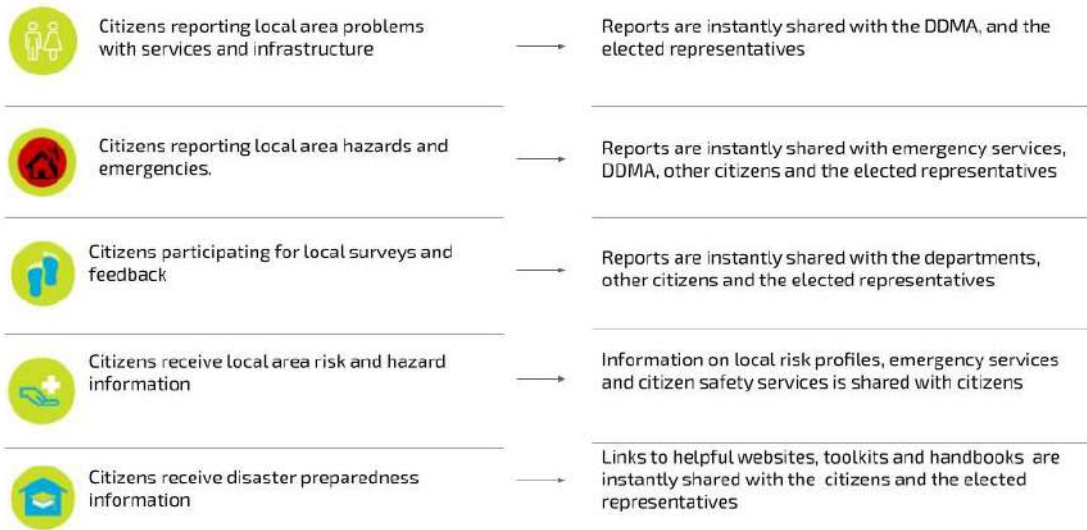 Citizens reporting local area problems
with services and infrastructure
Reports are instantly shared with the DDMA, and the
elected representatives
Citizens reporting local area hazards and
emergencies.
Reports are instantly shared with emergency services,
DDMA, other citizens and the elected representatives
Citizens participating for local surveys and
feedback
Reports are instantly shared with the departments,
other citizens and the elected representatives
Citizens receive local area risk and hazard
information
Information on local risk profiles, emergency services
and citizen safety services is shared with citizens
Citizens receive disaster preparedness
information
Links to helpful websites, toolkits and handbooks are
instantly shared with the citizens and the elected
representatives